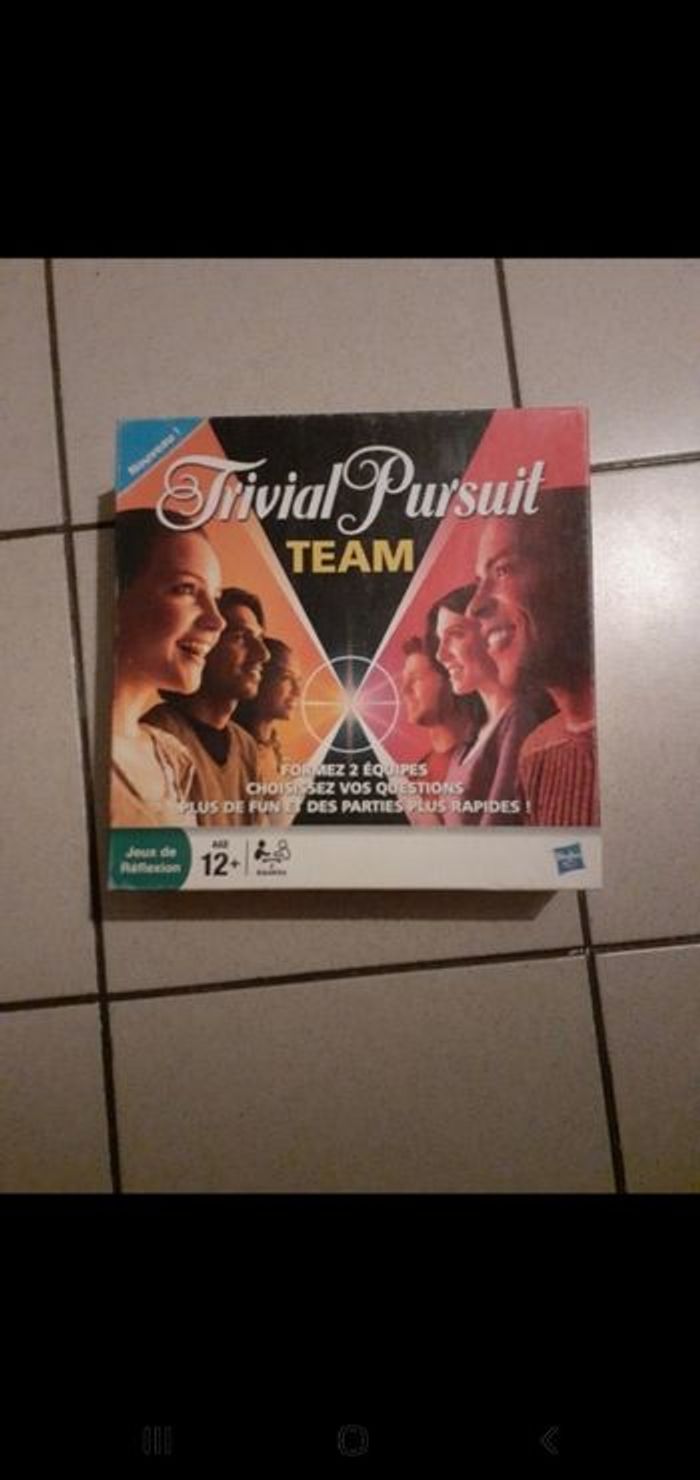 Nouveau !
Trivial Pursuit
TEAM
FORMEZ 2 ÉQUIPES
CHOISISSEZ VOS QUESTIONS
PLUS DE FUN ET DES PARTIES PLUS RAPIDES !
Jeux de
Réflexion
AGE
12+